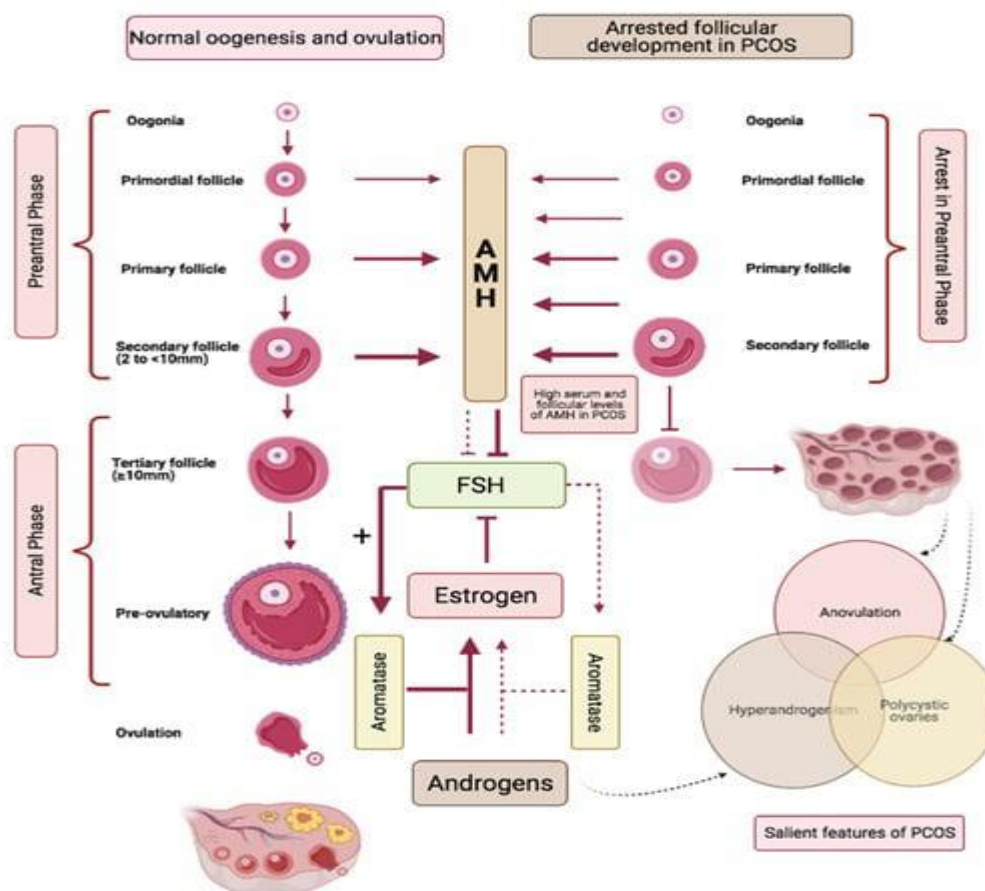 Normal oogenesis and ovulation
Arrested follicular
development in PCOS
Preantral Phase
Oogonia
Primordial follicle
Primary follicle
Secondary follicle
(2 to <10mm)
Antral Phase
Tertiary follicle
(≥10mm)
Pre-ovulatory
Ovulation
AMH
Oogonia
Primordial follicle
Primary follicle
Secondary follicle
Arrest in Preantral Phase
High serum and
follicular levels
of AMH in PCOS
FSH
+
Estrogen
Aromatase
Aromatase
Androgens
Anovulation
Hyperandrogenism
Polycystic
ovaries
Salient features of PCOS